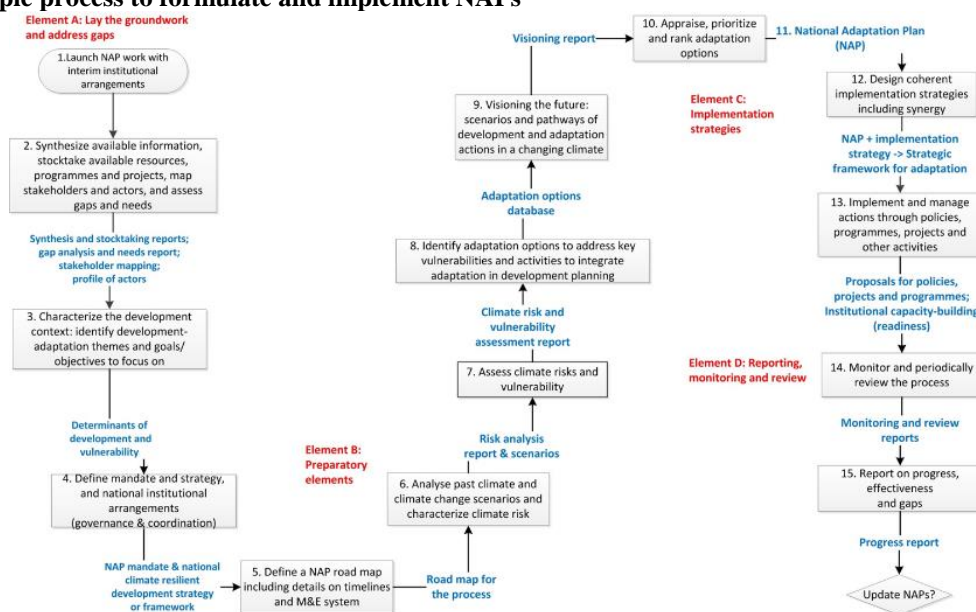 ple process to formulate and implement NAPs
Element A: Lay the groundwork
and address gaps
1.Launch NAP work with
interim institutional
arrangements
2. Synthesize available information,
stocktake available resources,
programmes and projects, map
stakeholders and actors, and assess
gaps and needs
Synthesis and stocktaking reports;
gap analysis and needs report;
stakeholder mapping;
profile of actors
3. Characterize the development
context: identify development-
adaptation themes and goals/
objectives to focus on
Determinants of
development and
vulnerability
4. Define mandate and strategy,
and national institutional
arrangements
(governance & coordination)
NAP mandate & national
climate resilient
development strategy
or framework
5. Define a NAP road map
including details on timelines
and M&E system
Road map for
the process
Element B:
Preparatory
elements
6. Analyse past climate and
climate change scenarios and
characterize climate risk
Risk analysis
report & scenarios
7. Assess climate risks and
vulnerability
Climate risk and
vulnerability
assessment report
8. Identify adaptation options to address key
vulnerabilities and activities to integrate
adaptation in development planning
Adaptation options
database
9. Visioning the future:
scenarios and pathways of
development and adaptation
actions in a changing climate
Visioning report
10. Appraise, prioritize
and rank adaptation
options
11. National Adaptation Plan
(NAP)
Element C:
Implementation
strategies
12. Design coherent
implementation strategies
including synergy
NAP + implementation
strategy -> Strategic
framework for adaptation
13. Implement and manage
actions through policies,
programmes, projects and
other activities
Proposals for policies,
projects and programmes;
Institutional capacity-building
(readiness)
Element D: Reporting,
monitoring and review
14. Monitor and periodically
review the process
Monitoring and review
reports
15. Report on progress,
effectiveness
and gaps
Progress report
Update NAPs?